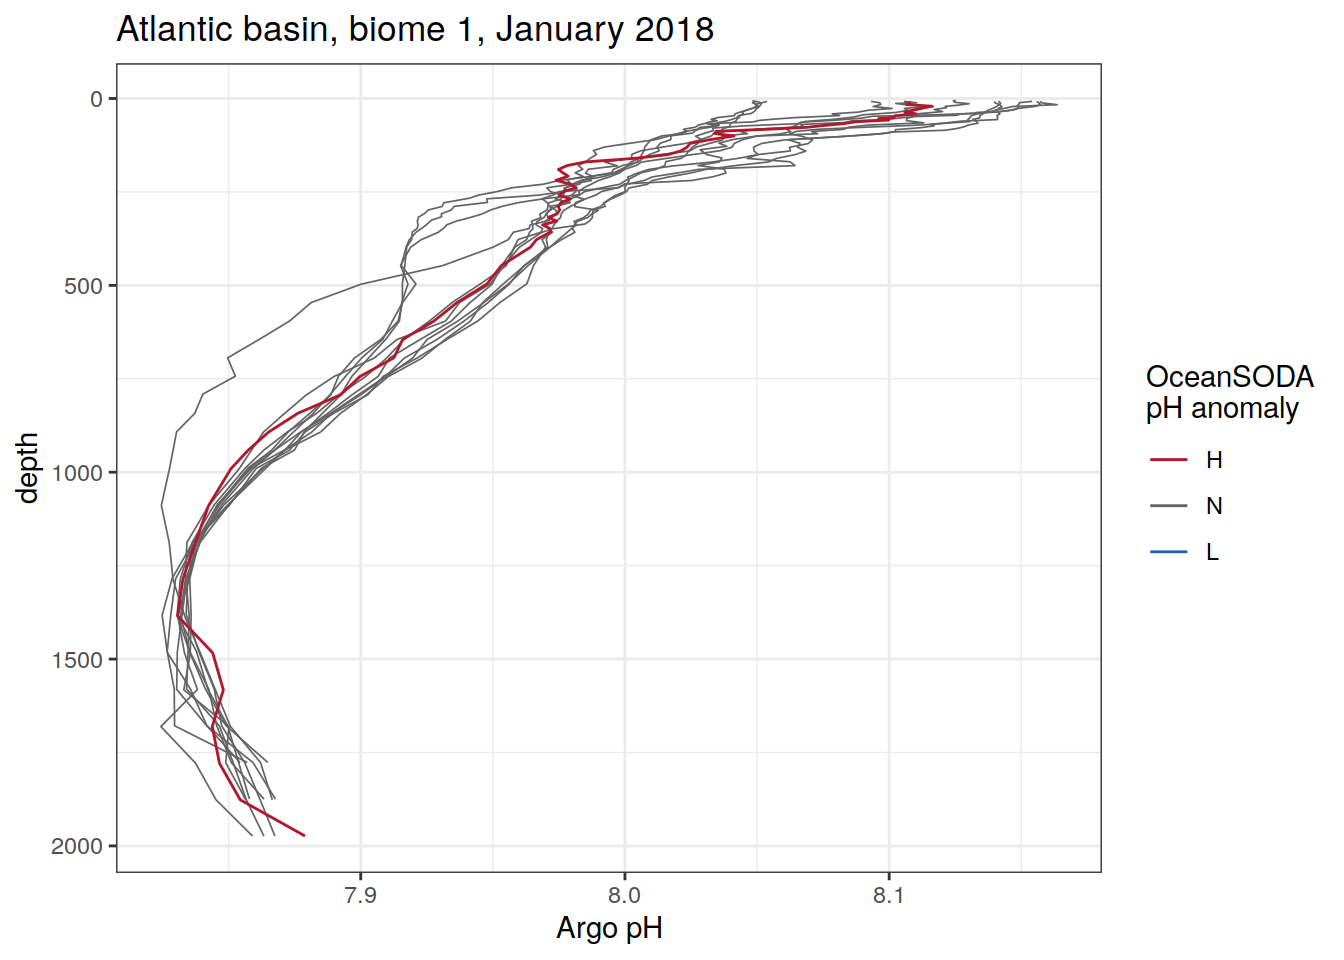 Atlantic basin, biome 1, January 2018
0
500
1000
1500
2000
depth
7.9
8.0
8.1
Argo pH
OceanSODA
pH anomaly
H
N
L